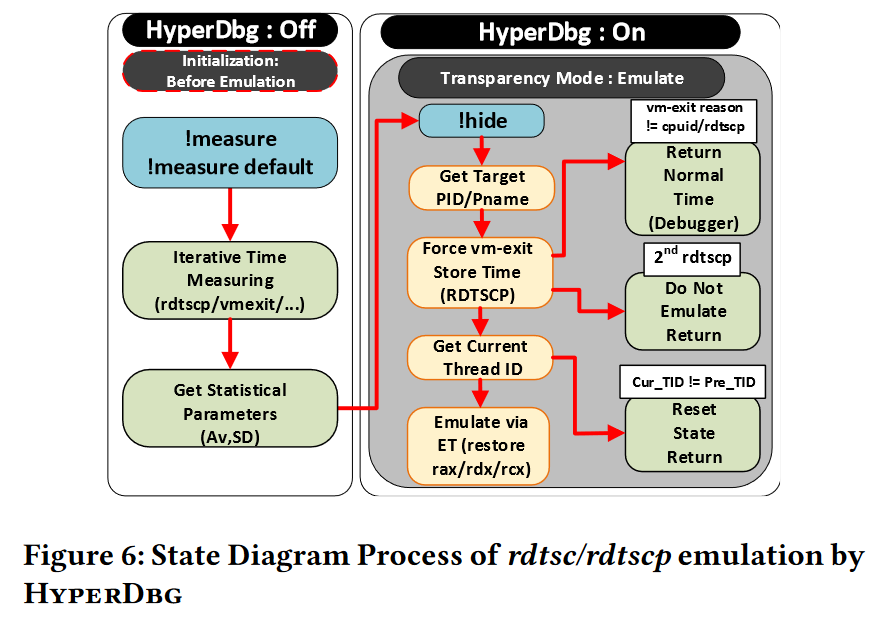 HyperDbg : Off
Initialization:
Before Emulation
!measure
!measure default
Iterative Time
Measuring
(rdtscp/vmexit/...)
Get Statistical
Parameters
(Av,SD)
HyperDbg : On
Transparency Mode : Emulate
!hide
Get Target
PID/Pname
Force vm-exit
Store Time
(RDTSCP)
Get Current
Thread ID
Emulate via
ET (restore
rax/rdx/rcx)
vm-exit reason
!= cpuid/rdtscp
Return
Normal
Time
(Debugger)
2nd rdtscp
Do Not
Emulate
Return
Cur_TID != Pre_TID
Reset
State
Return
Figure 6: State Diagram Process of rdtsc/rdtscp emulation by
HyperDbg